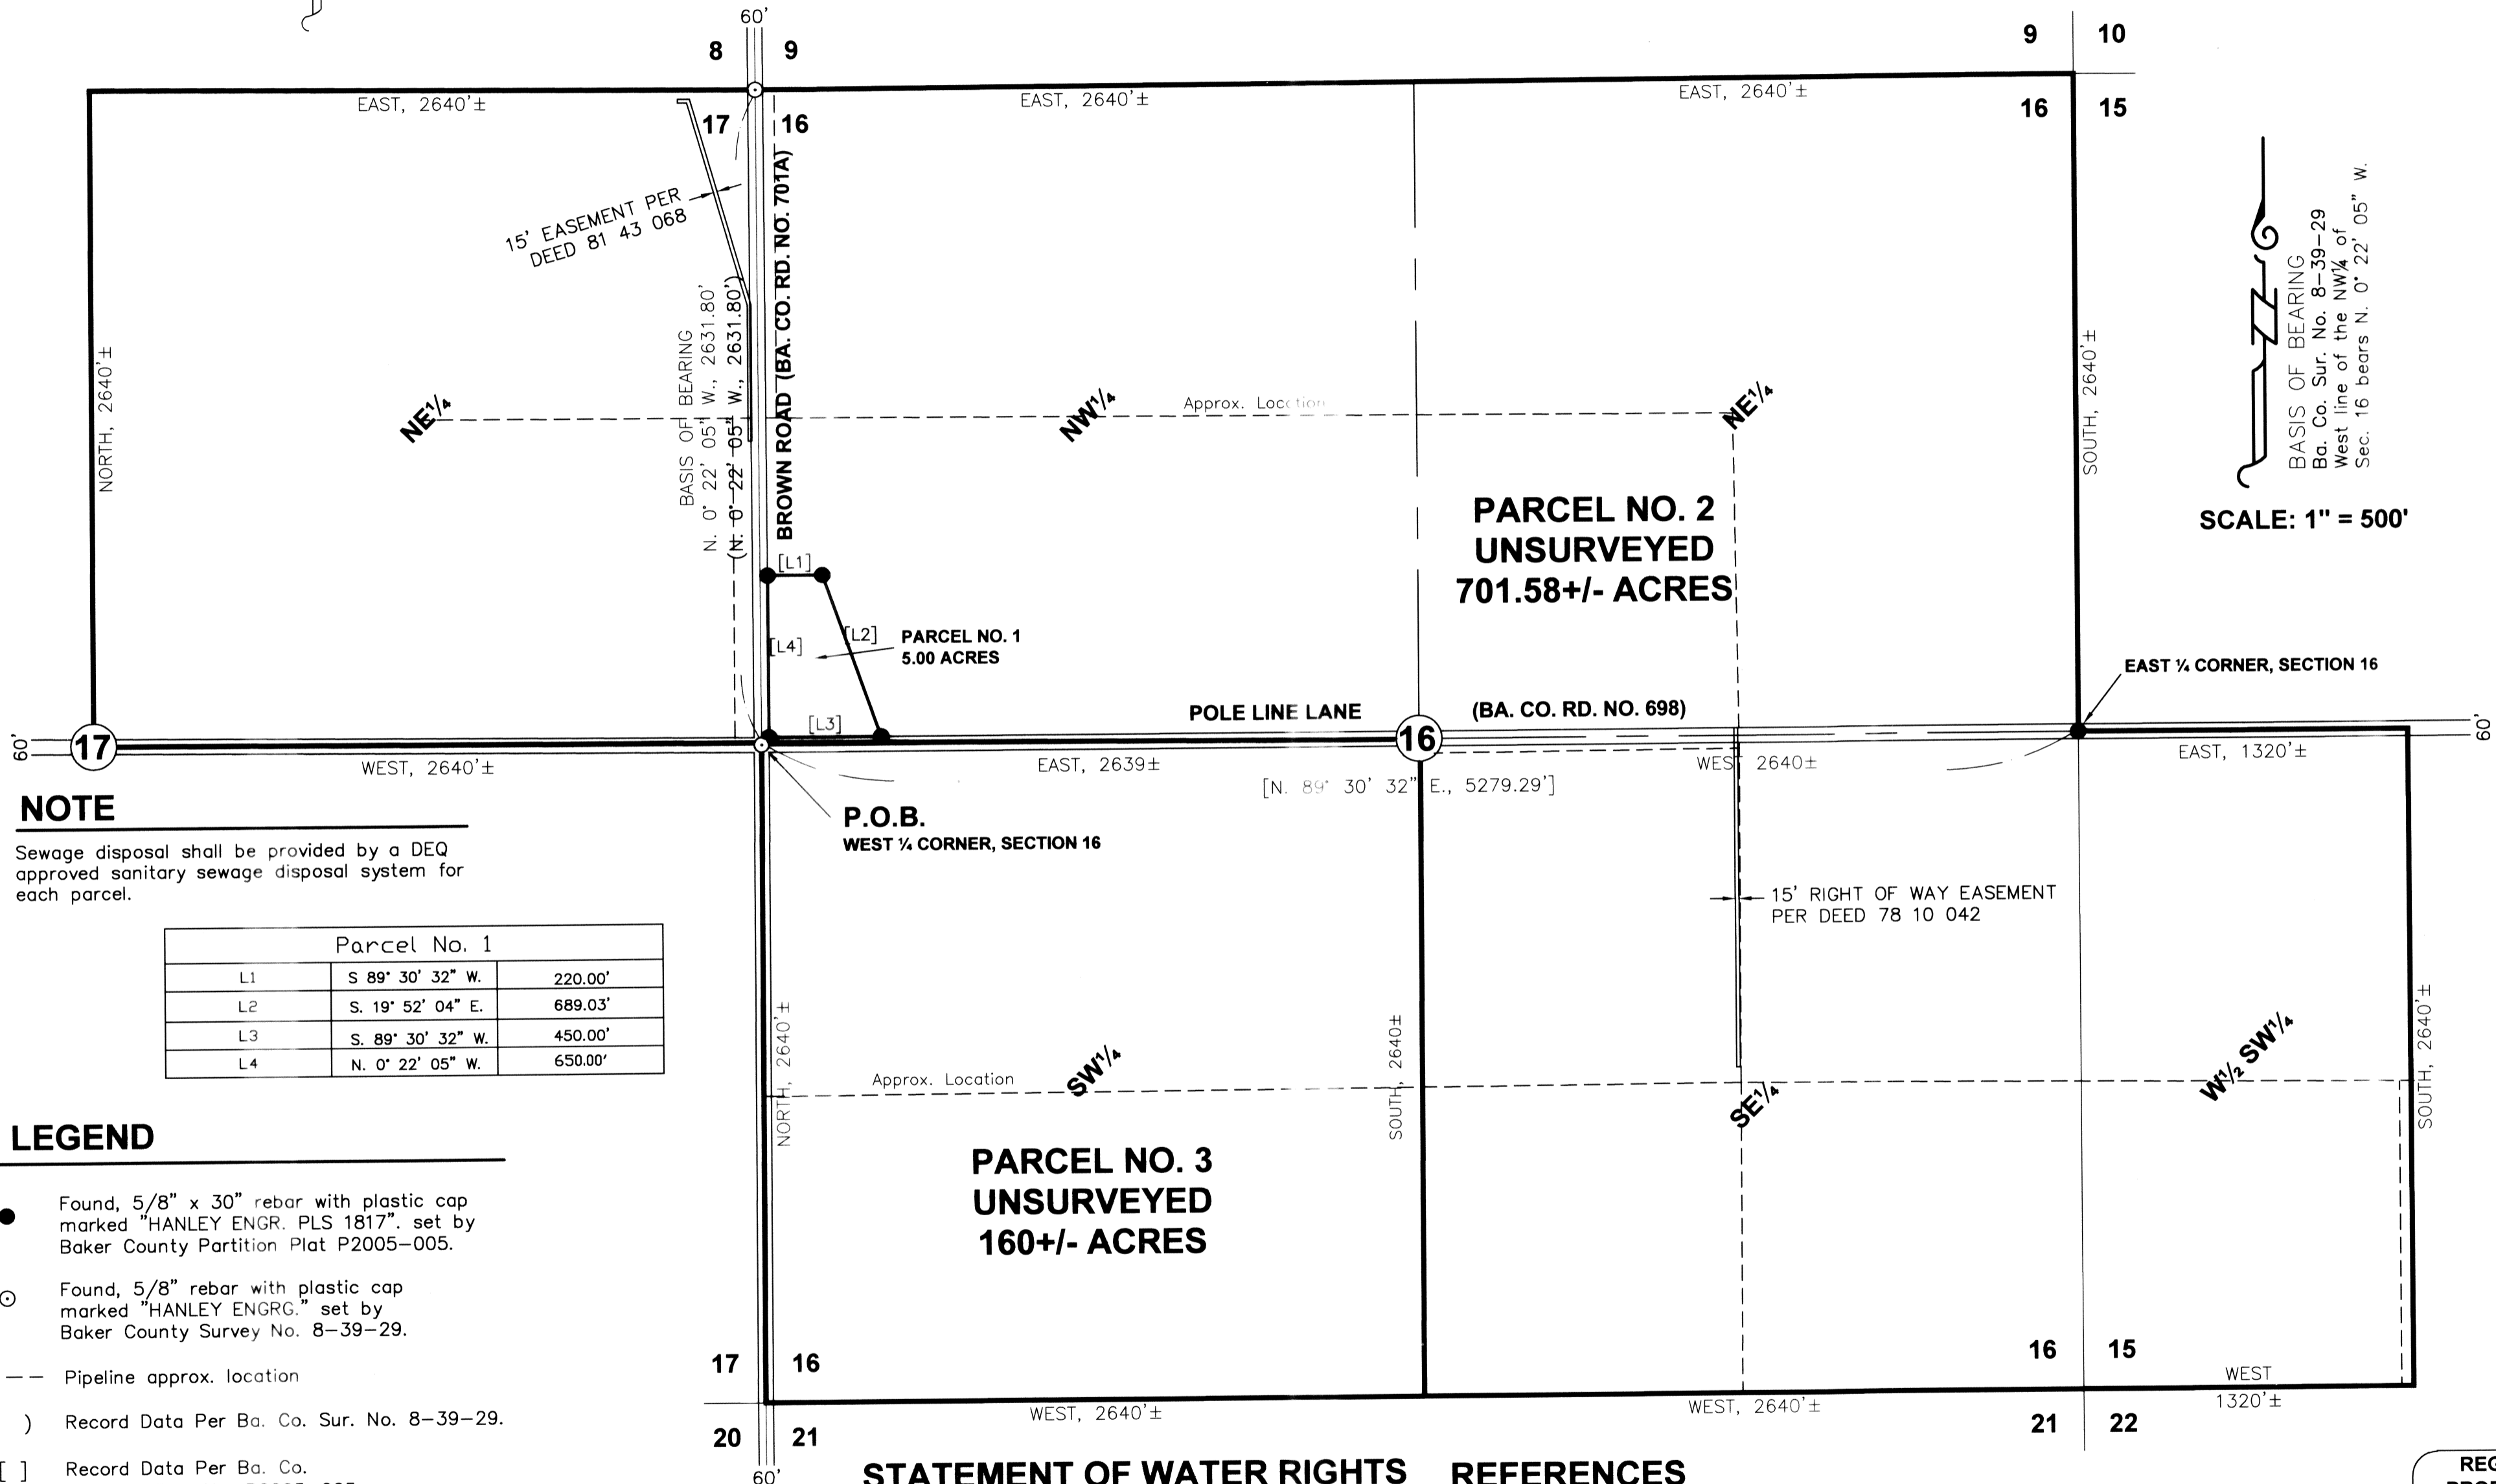 60'
8 9
9 10
EAST, 2640'±
EAST, 2640'±
EAST, 2640'±
17 16
16 15
15' EASEMENT PER
DEED 81 43 068
NORTH, 2640'±
BASIS OF BEARING
N. 0° 22' 05" W., 2631.80'
(N. 0° 22' 05" W., 2631.80')
BROWN ROAD (BA. CO. RD. NO. 701A)
NE¼
NW¼
Approx. Location
NE¼
SOUTH, 2640'±
BASIS OF BEARING
Ba. Co. Sur. No. 8-39-29
West line of the NW¼ of
Sec. 16 bears N. 0° 22' 05" W.
SCALE: 1" = 500'
PARCEL NO. 2
UNSURVEYED
701.58+/- ACRES
[L1]
[L2]
[L4]
[L3]
PARCEL NO. 1
5.00 ACRES
EAST ¼ CORNER, SECTION 16
POLE LINE LANE (BA. CO. RD. NO. 698)
60'
17
16
60'
WEST, 2640'±
EAST, 2639±
WEST 2640±
EAST, 1320'±
[N. 89° 30' 32" E., 5279.29']
P.O.B.
WEST ¼ CORNER, SECTION 16
NOTE
Sewage disposal shall be provided by a DEQ
approved sanitary sewage disposal system for
each parcel.
Parcel No. 1
L1 S 89° 30' 32" W. 220.00'
L2 S. 19° 52' 04" E. 689.03'
L3 S. 89° 30' 32" W. 450.00'
L4 N. 0° 22' 05" W. 650.00'
15' RIGHT OF WAY EASEMENT
PER DEED 78 10 042
NORTH, 2640'±
SOUTH, 2640±
SOUTH, 2640'±
Approx. Location
SW¼
SE¼
W½ SW¼
PARCEL NO. 3
UNSURVEYED
160+/- ACRES
LEGEND
Found, 5/8" x 30" rebar with plastic cap
marked "HANLEY ENGR. PLS 1817". set by
Baker County Partition Plat P2005-005.
Found, 5/8" rebar with plastic cap
marked "HANLEY ENGRG." set by
Baker County Survey No. 8-39-29.
Pipeline approx. location
) Record Data Per Ba. Co. Sur. No. 8-39-29.
[ ] Record Data Per Ba. Co.
17 16
16 15
WEST, 2640'±
WEST, 2640'±
WEST
1320'±
20 21
21 22
60'
STATEMENT OF WATER RIGHTS
REFERENCES